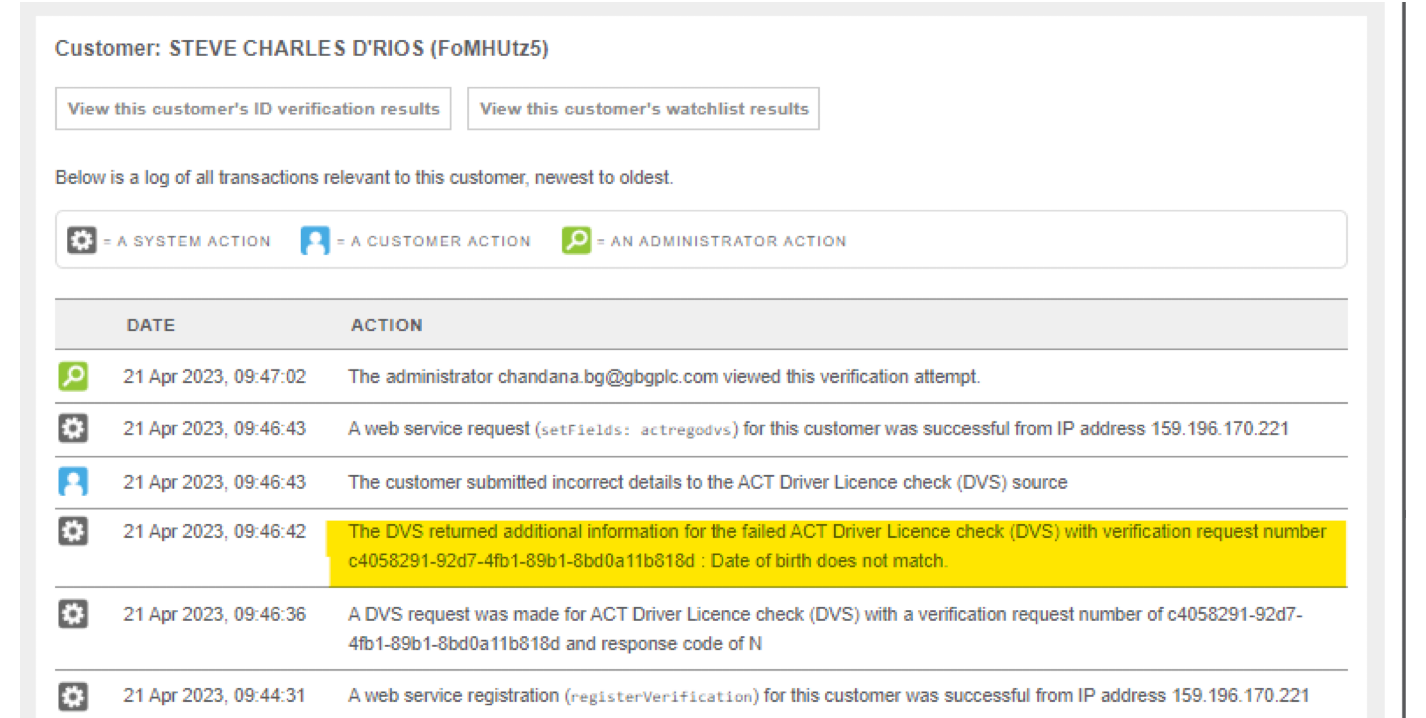 Customer: STEVE CHARLES D'RIOS (FoMHUtz5)
View this customer's ID verification results
View this customer's watchlist results
Below is a log of all transactions relevant to this customer, newest to oldest.
= A SYSTEM ACTION
= A CUSTOMER ACTION
= AN ADMINISTRATOR ACTION
DATE ACTION
21 Apr 2023, 09:47:02 The administrator chandana.bg@gbgplc.com viewed this verification attempt.
21 Apr 2023, 09:46:43 A web service request (setFields: actregodvs) for this customer was successful from IP address 159.196.170.221
21 Apr 2023, 09:46:43 The customer submitted incorrect details to the ACT Driver Licence check (DVS) source
21 Apr 2023, 09:46:42 The DVS returned additional information for the failed ACT Driver Licence check (DVS) with verification request number
c4058291-92d7-4fb1-89b1-8bd0a11b818d : Date of birth does not match.
21 Apr 2023, 09:46:36 A DVS request was made for ACT Driver Licence check (DVS) with a verification request number of c4058291-92d7-
4fb1-89b1-8bd0a11b818d and response code of N
21 Apr 2023, 09:44:31 A web service registration (registerVerification) for this customer was successful from IP address 159.196.170.221